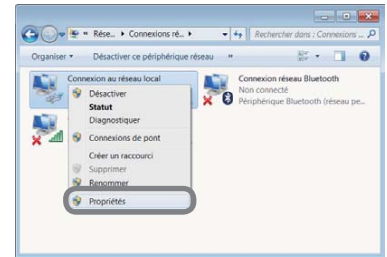 Rése... Connexions ré... Rechercher dans : Connexions ...
Organiser Désactiver ce périphérique réseau »
Connexion au réseau local
Connexion réseau Bluetooth
Non connecté
Périphérique Bluetooth (réseau pe...
Désactiver
Statut
Diagnostiquer
Connexions de pont
Créer un raccourci
Supprimer
Renommer
Propriétés